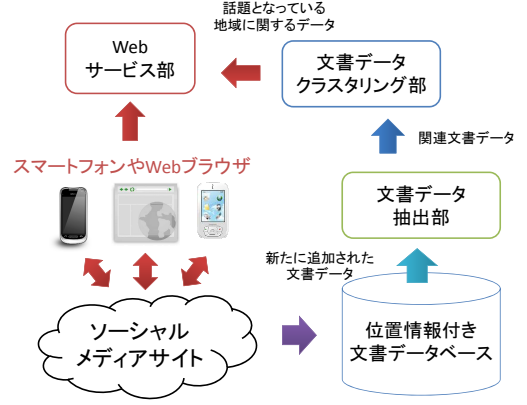 話題となっている
地域に関するデータ
Web
サービス部
文書データ
クラスタリング部
関連文書データ
スマートフォンやWebブラウザ
文書データ
抽出部
新たに追加された
文書データ
ソーシャル
メディアサイト
位置情報付き
文書データベース